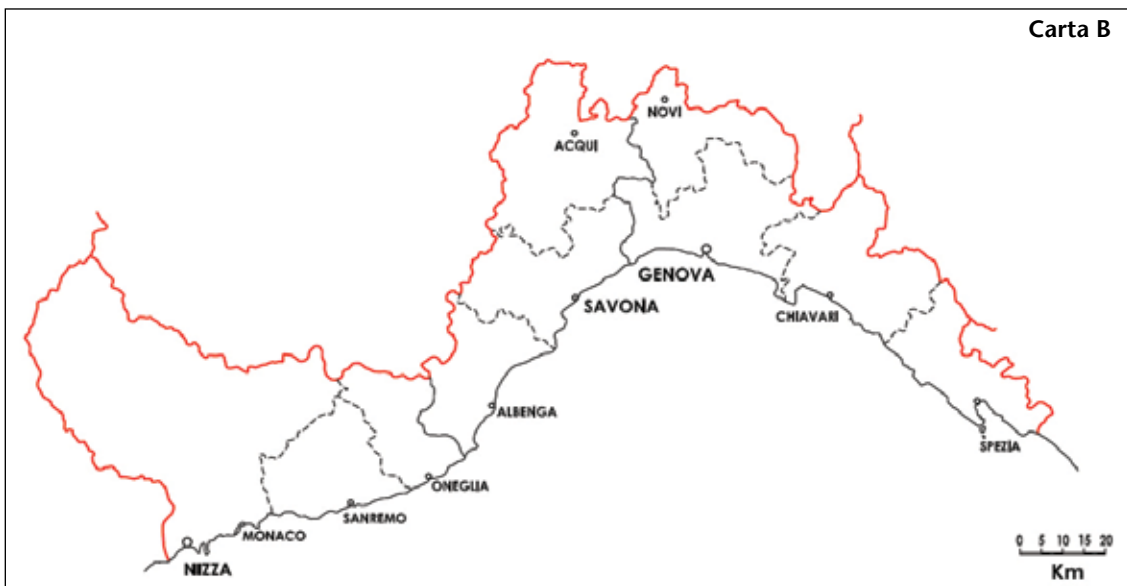 Carta B
NOVI
ACQUI
GENOVA
SAVONA
CHIAVARI
ALBENGA
SPEZIA
ONEGLIA
SANREMO
MONACO
NIZZA
0 5 10 15 20
Km